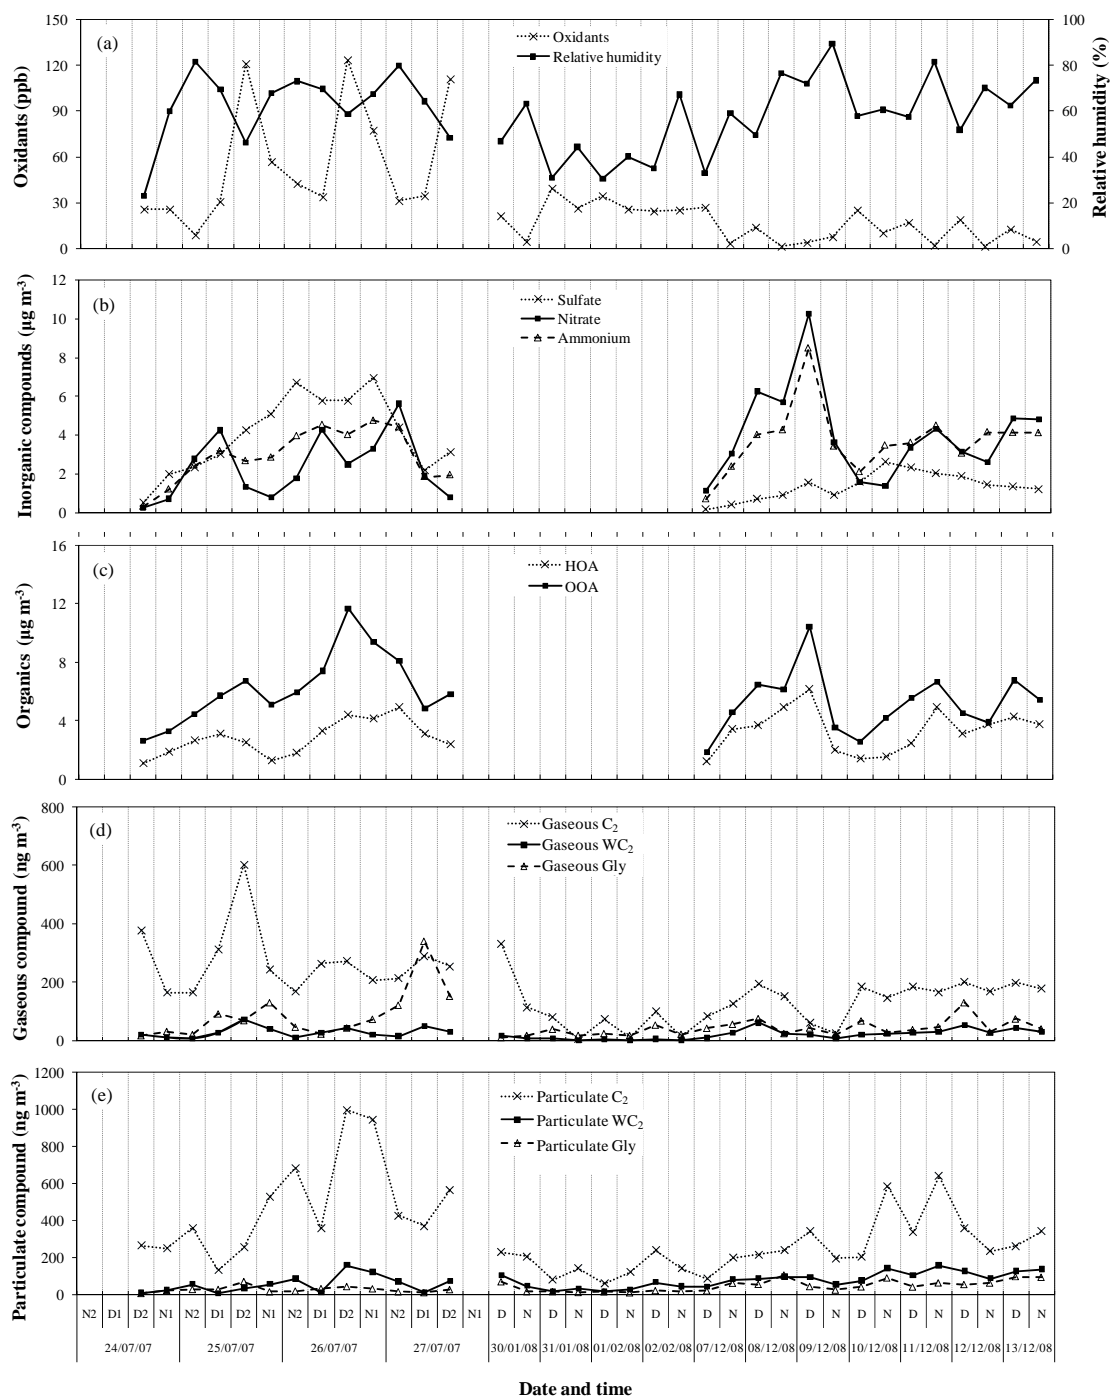 (a)
Oxidants
Relative humidity
Oxidants (ppb)
150
120
90
60
30
0
Relative humidity (%)
100
80
60
40
20
0
(b)
Sulfate
Nitrate
Ammonium
Inorganic compounds (µg m-3)
12
10
8
6
4
2
0
(c)
HOA
OOA
Organics (µg m-3)
16
12
8
4
0
(d)
Gaseous C2
Gaseous WC2
Gaseous Gly
Gaseous compound (ng m-3)
800
600
400
200
0
(e)
Particulate C2
Particulate WC2
Particulate Gly
Particulate compound (ng m-3)
1200
1000
800
600
400
200
0
N2 D1 D2 N1 N2 D1 D2 N1 N2 D1 D2 N1 N2 D1 D2 N1 D N D N D N D N D N D N D N D N D N D N D N
24/07/07 25/07/07 26/07/07 27/07/07 30/01/08 31/01/08 01/02/08 02/02/08 07/12/08 08/12/08 09/12/08 10/12/08 11/12/08 12/12/08 13/12/08
Date and time